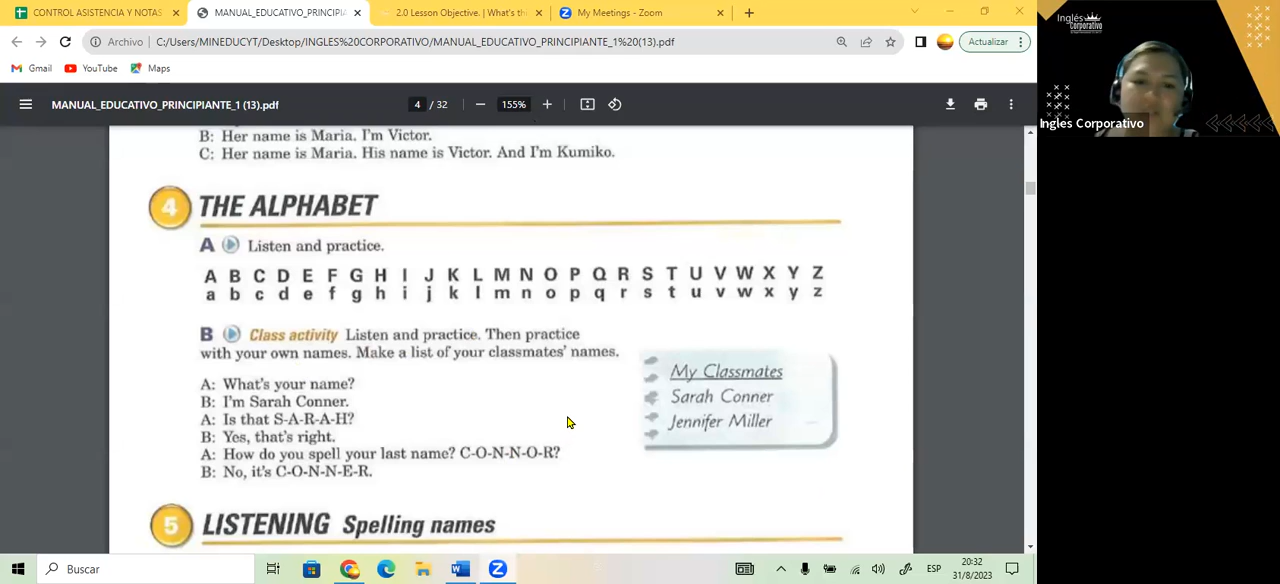 CONTROL ASISTENCIA Y NOTAS
MANUAL_EDUCATIVO_PRINCIPIA
2.0 Lesson Objective. | What's th
My Meetings - Zoom
Archivo
C:/Users/MINEDUCYT/Desktop/INGLES%20CORPORATIVO/MANUAL_EDUCATIVO_PRINCIPIANTE_1%20(13).pdf
Actualizar
Gmail
YouTube
Maps
MANUAL_EDUCATIVO_PRINCIPIANTE_1 (13).pdf
4 / 32
155%
B: Her name is Maria. I'm Victor.
C: Her name is Maria. His name is Victor. And I'm Kumiko.
4 THE ALPHABET
A Listen and practice.
A B C D E F G H I J K L M N O P Q R S T U V W X Y Z
a b c d e f g h i j k l m n o p q r s t u v w x y z
B Class activity Listen and practice. Then practice
with your own names. Make a list of your classmates' names.
A: What's your name?
B: I'm Sarah Conner.
A: Is that S-A-R-A-H?
B: Yes, that's right.
A: How do you spell your last name? C-O-N-N-O-R?
B: No, it's C-O-N-N-E-R.
My Classmates
Sarah Conner
Jennifer Miller
5 LISTENING Spelling names
Inglés
Corporativo
Ingles Corporativo
Buscar
ESP
20:32
31/8/2023